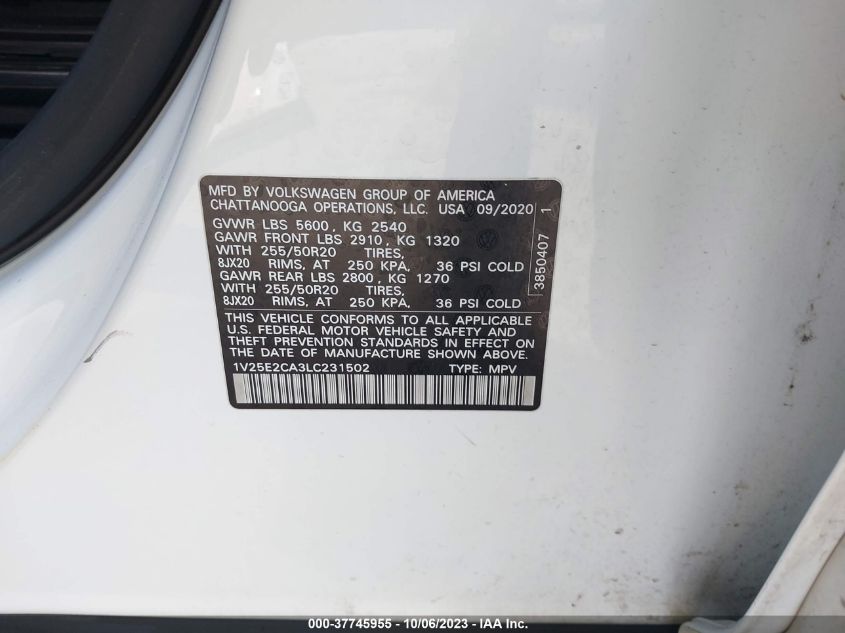 MFD BY VOLKSWAGEN GROUP OF AMERICA
CHATTANOOGA OPERATIONS, LLC. USA 09/2020
GVWR LBS 5600, KG 2540
GAWR FRONT LBS 2910, KG 1320
WITH 255/50R20 TIRES,
8JX20 RIMS, AT 250 KPA, 36 PSI COLD
GAWR REAR LBS 2800, KG 1270
WITH 255/50R20 TIRES,
8JX20 RIMS, AT 250 KPA, 36 PSI COLD
3850407 1
THIS VEHICLE CONFORMS TO ALL APPLICABLE
U.S. FEDERAL MOTOR VEHICLE SAFETY AND
THEFT PREVENTION STANDARDS IN EFFECT ON
THE DATE OF MANUFACTURE SHOWN ABOVE.
1V25E2CA3LC231502 TYPE: MPV
000-37745955 - 10/06/2023 - IAA Inc.